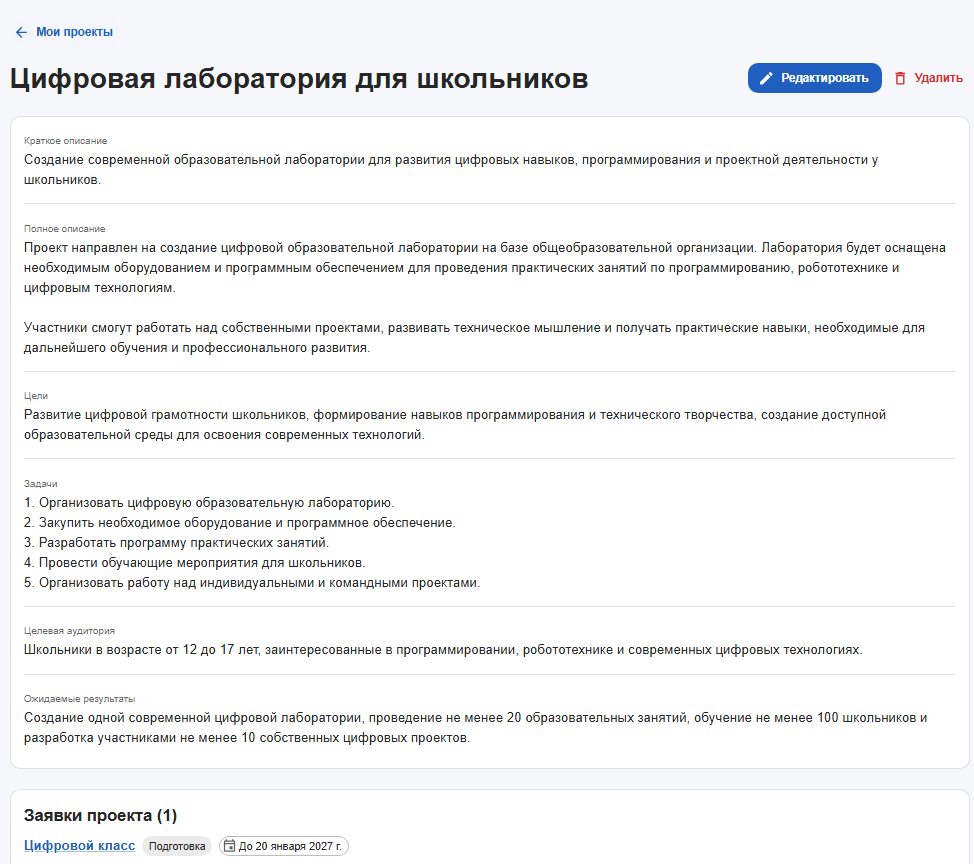 Мои проекты
Цифровая лаборатория для школьников
Редактировать
Удалить
Краткое описание
Создание современной образовательной лаборатории для развития цифровых навыков, программирования и проектной деятельности у
школьников.
Полное описание
Проект направлен на создание цифровой образовательной лаборатории на базе общеобразовательной организации. Лаборатория будет оснащена
необходимым оборудованием и программным обеспечением для проведения практических занятий по программированию, робототехнике и
цифровым технологиям.
Участники смогут работать над собственными проектами, развивать техническое мышление и получать практические навыки, необходимые для
дальнейшего обучения и профессионального развития.
Цели
Развитие цифровой грамотности школьников, формирование навыков программирования и технического творчества, создание доступной
образовательной среды для освоения современных технологий.
Задачи
1. Организовать цифровую образовательную лабораторию.
2. Закупить необходимое оборудование и программное обеспечение.
3. Разработать программу практических занятий.
4. Провести обучающие мероприятия для школьников.
5. Организовать работу над индивидуальными и командными проектами.
Целевая аудитория
Школьники в возрасте от 12 до 17 лет, заинтересованные в программировании, робототехнике и современных цифровых технологиях.
Ожидаемые результаты
Создание одной современной цифровой лаборатории, проведение не менее 20 образовательных занятий, обучение не менее 100 школьников и
разработка участниками не менее 10 собственных цифровых проектов.
Заявки проекта (1)
Цифровой класс Подготовка До 20 января 2027 г.